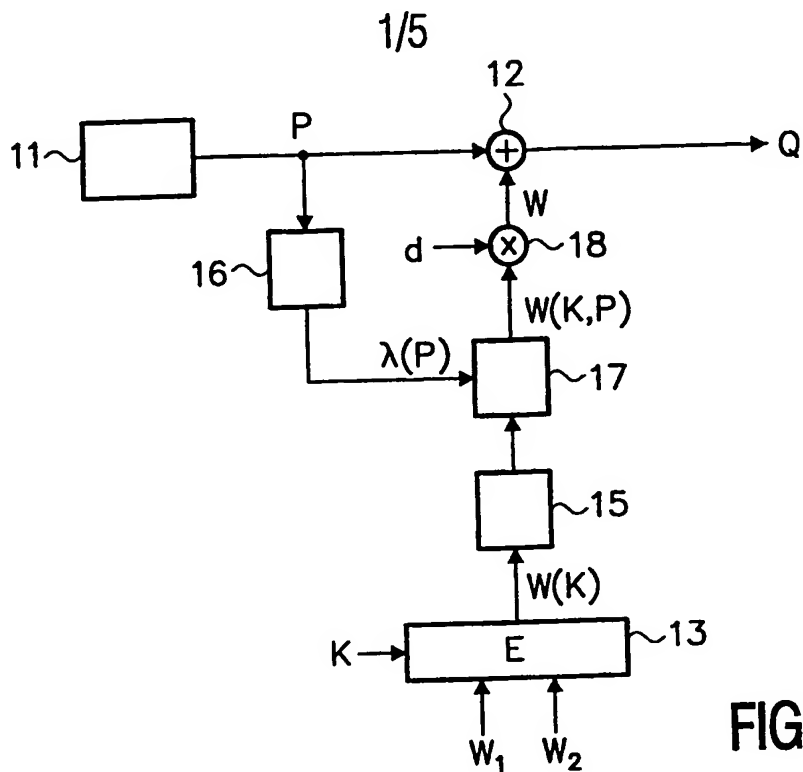 1/5
12
11
P
+
Q
W
16
d
x
18
W(K,P)
λ(P)
17
15
W(K)
K
E
13
W₁
W₂
FIG